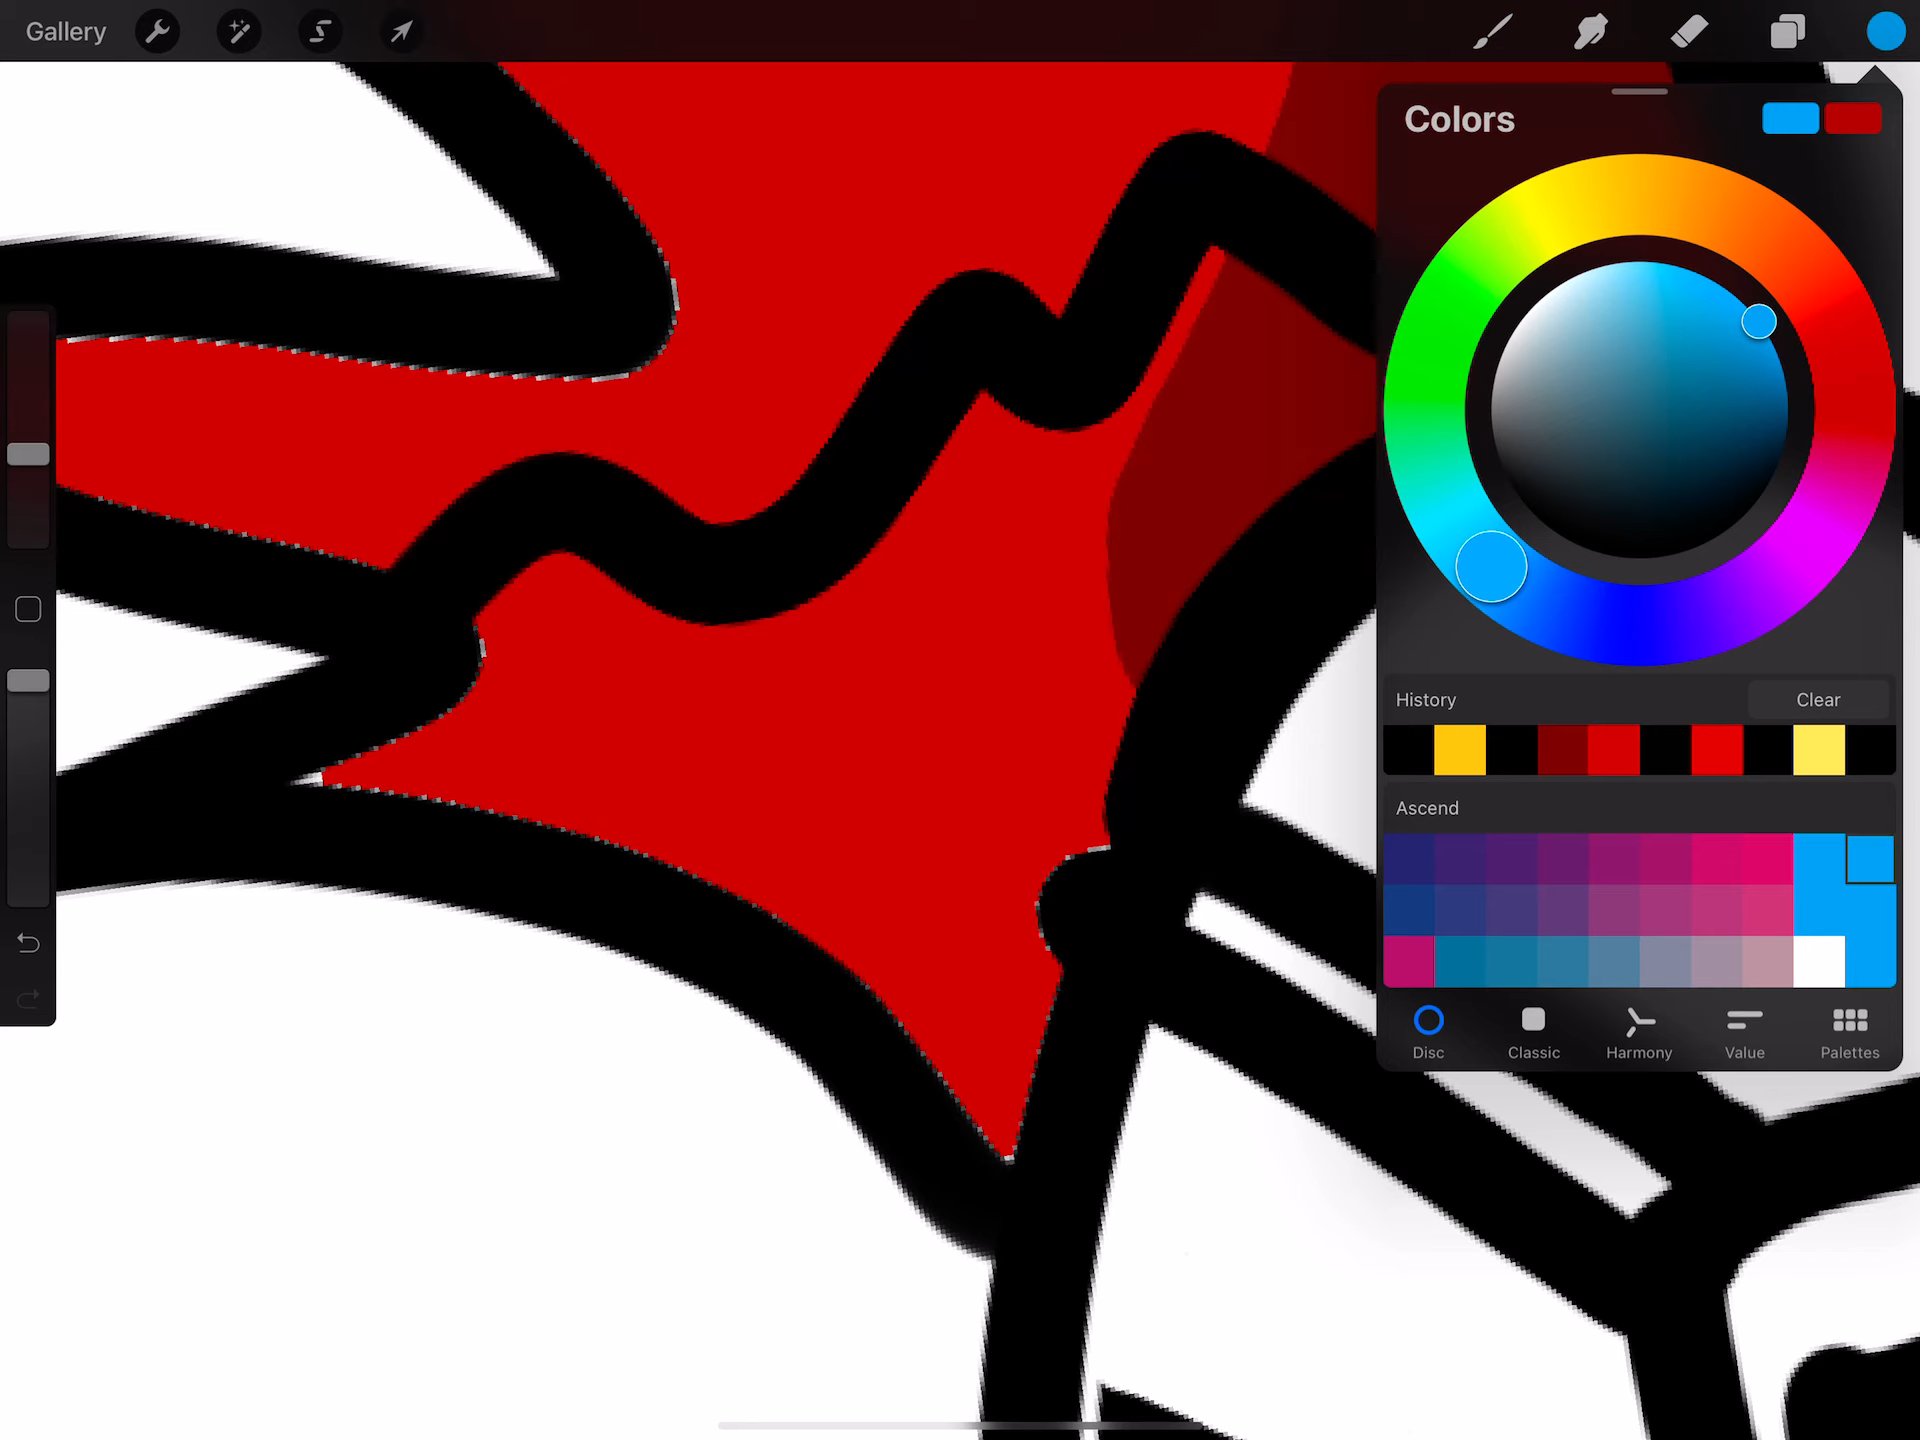 Gallery
Colors
History
Clear
Ascend
Disc
Classic
Harmony
Value
Palettes